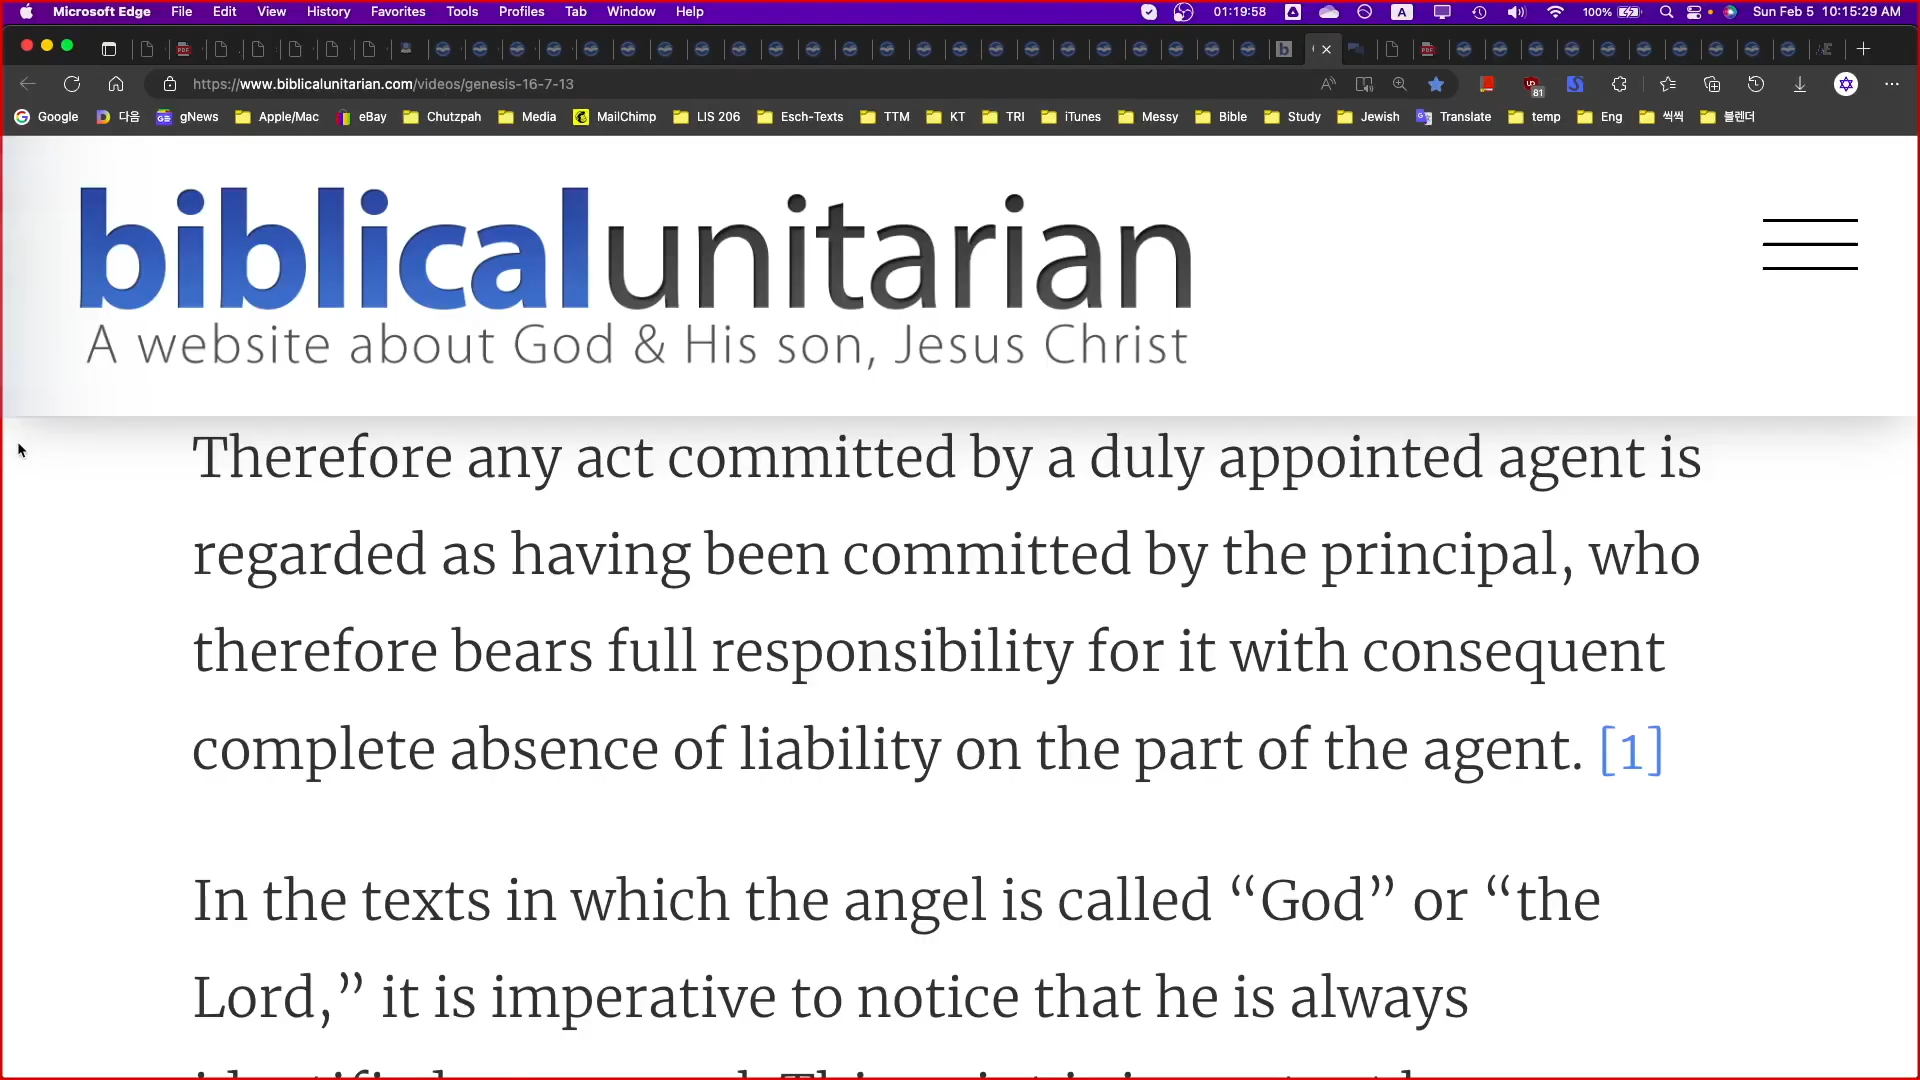 Microsoft Edge File Edit View History Favorites Tools Profiles Tab Window Help 01:19:58 A 100% Sun Feb 5 10:15:29 AM
https://www.biblicalunitarian.com/videos/genesis-16-7-13 81
Google 다음 gNews Apple/Mac eBay Chutzpah Media MailChimp LIS 206 Esch-Texts TTM KT TRI iTunes Messy Bible Study Jewish Translate temp Eng 씩씩 블렌더
biblicalunitarian
A website about God & His son, Jesus Christ
Therefore any act committed by a duly appointed agent is
regarded as having been committed by the principal, who
therefore bears full responsibility for it with consequent
complete absence of liability on the part of the agent. [1]
In the texts in which the angel is called “God” or “the
Lord,” it is imperative to notice that he is always